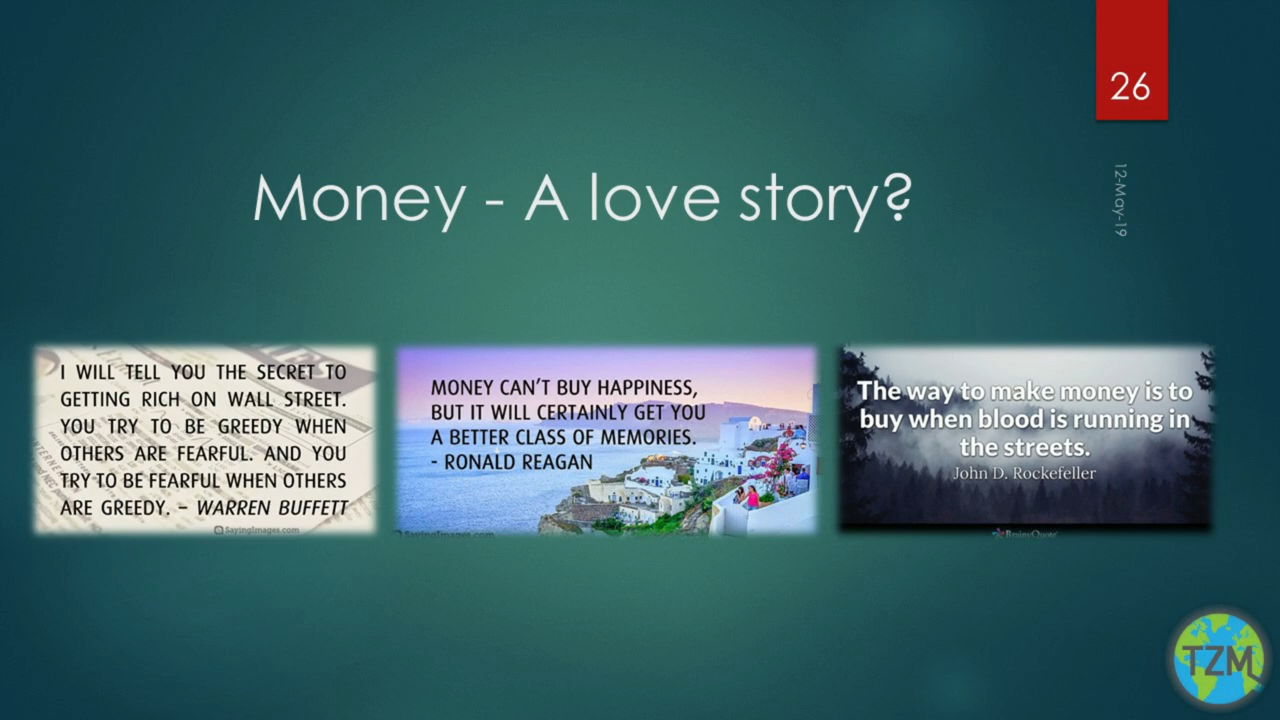 26
12-May-19
Money - A love story?
I WILL TELL YOU THE SECRET TO
GETTING RICH ON WALL STREET.
YOU TRY TO BE GREEDY WHEN
OTHERS ARE FEARFUL. AND YOU
TRY TO BE FEARFUL WHEN OTHERS
ARE GREEDY. – WARREN BUFFETT
SayingImages.com
MONEY CAN'T BUY HAPPINESS,
BUT IT WILL CERTAINLY GET YOU
A BETTER CLASS OF MEMORIES.
- RONALD REAGAN
SayingImages.com
The way to make money is to
buy when blood is running in
the streets.
John D. Rockefeller
BrainyQuote
TZM